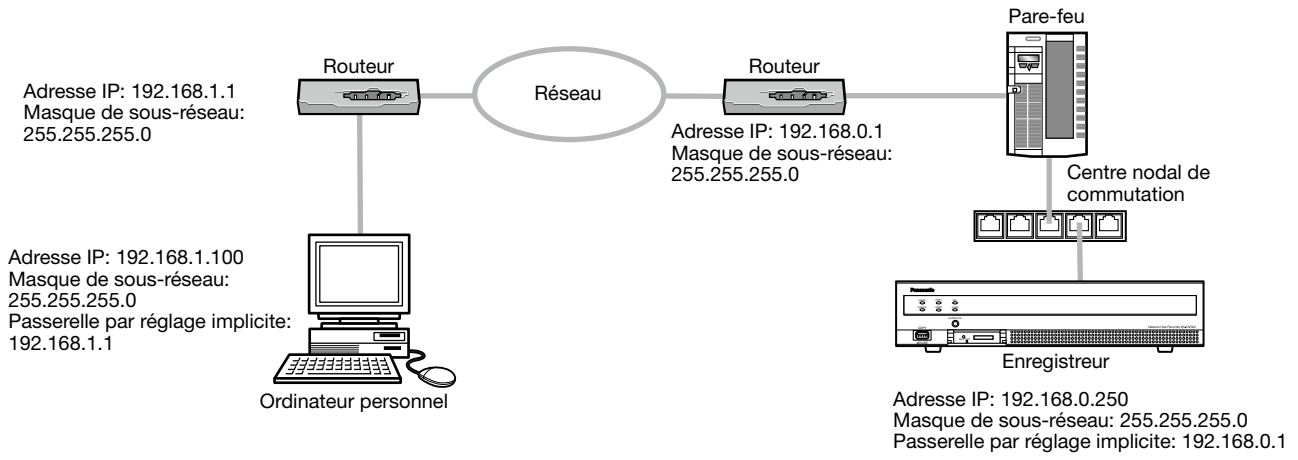 Pare-feu
Routeur
Routeur
Réseau
Adresse IP: 192.168.1.1
Masque de sous-réseau:
255.255.255.0
Adresse IP: 192.168.0.1
Masque de sous-réseau:
255.255.255.0
Centre nodal de
commutation
Adresse IP: 192.168.1.100
Masque de sous-réseau:
255.255.255.0
Passerelle par réglage implicite:
192.168.1.1
Ordinateur personnel
Panasonic
Enregistreur
Adresse IP: 192.168.0.250
Masque de sous-réseau: 255.255.255.0
Passerelle par réglage implicite: 192.168.0.1